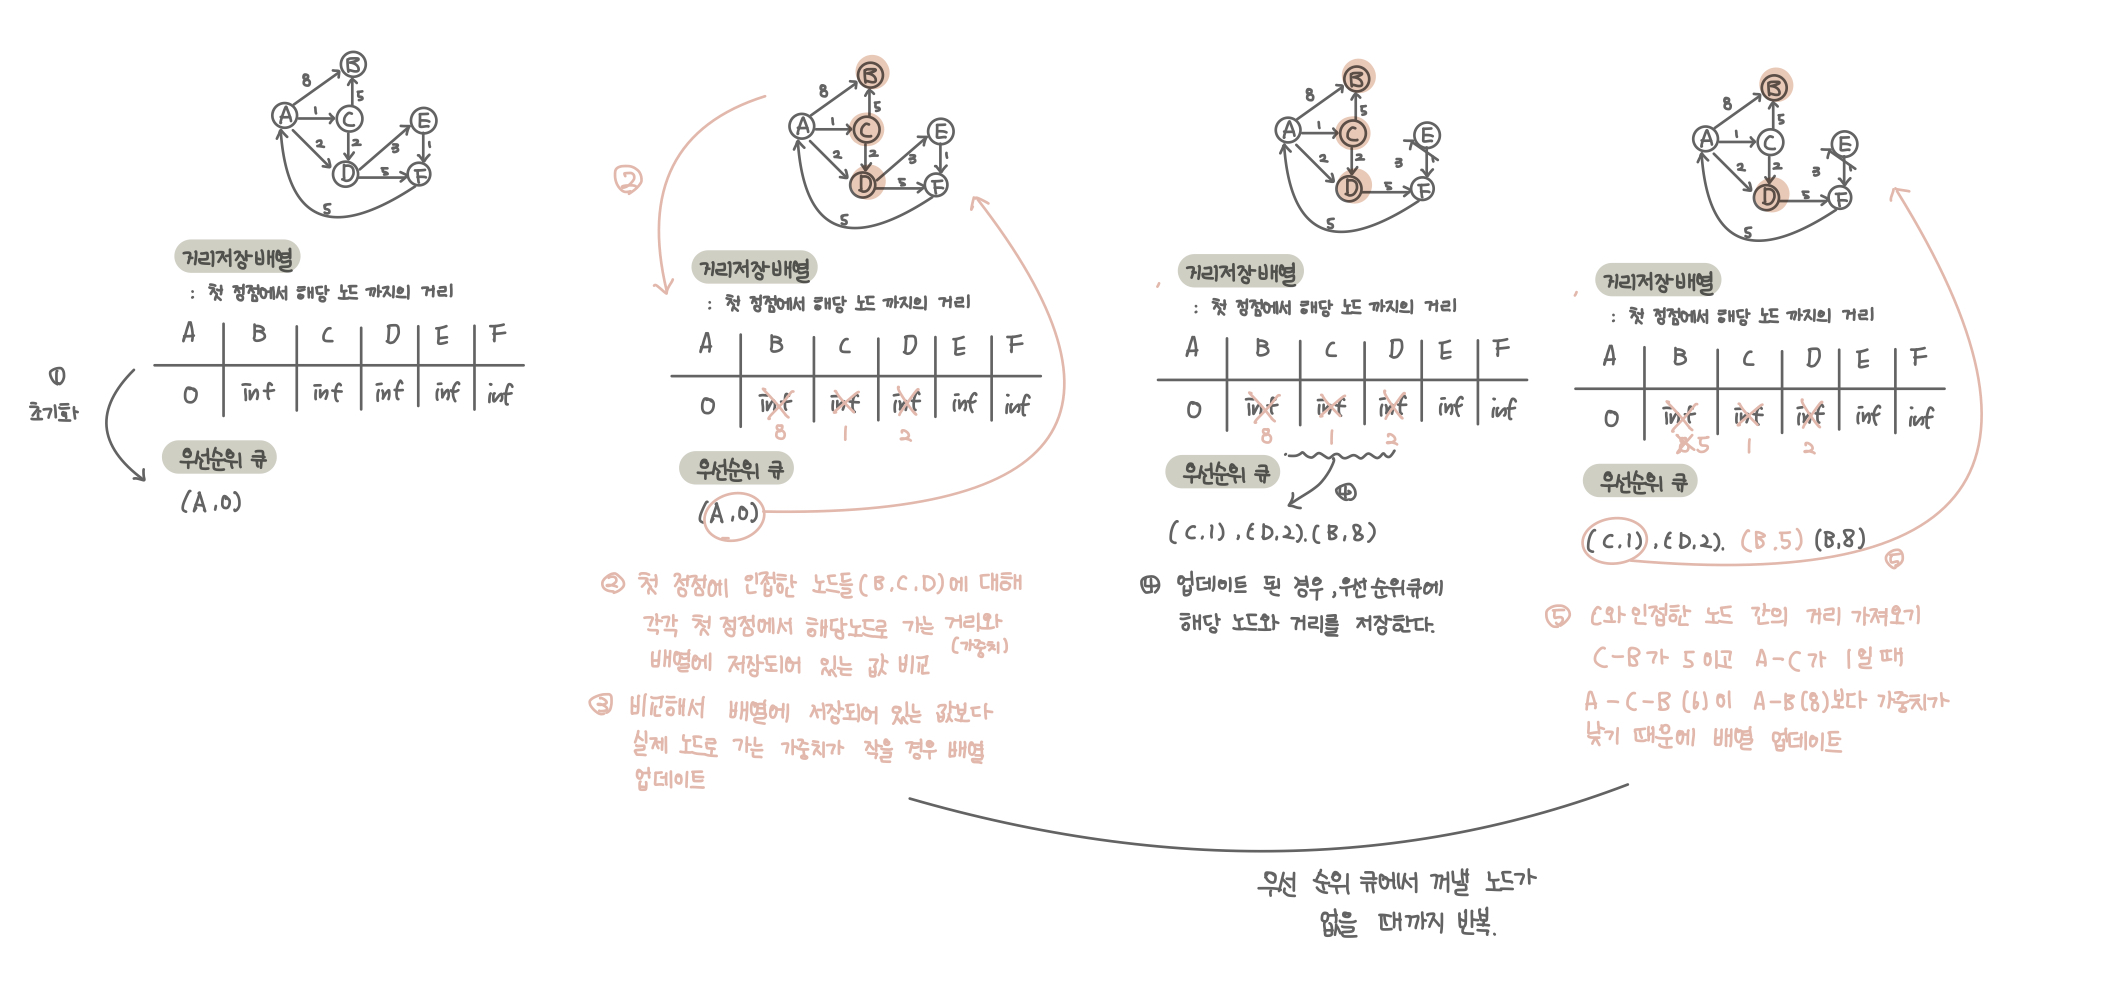 B
8
A
1
C
5
2
2
D
3
E
1
5
F
5
거리저장배열
: 첫 정점에서 해당 노드 까지의 거리
A B C D E F
0 inf inf inf inf inf
① 초기화
우선순위 큐
(A,0)
B
8
A
1
C
5
2
2
D
3
E
1
5
F
5
②
거리저장배열
: 첫 정점에서 해당 노드 까지의 거리
A B C D E F
0 inf inf inf inf inf
8 1 2
우선순위 큐
(A,0)
② 첫 정점에 인접한 노드들(B,C,D)에 대해
각각 첫 정점에서 해당노드로 가는 거리와
(가중치)
배열에 저장되어 있는 값 비교
③ 비교해서 배열에 저장되어 있는 값보다
실제 노드로 가는 가중치가 작을 경우 배열
업데이트
B
8
A
1
C
5
2
2
D
3
E
1
5
F
5
거리저장배열
: 첫 정점에서 해당 노드 까지의 거리
A B C D E F
0 inf inf inf inf inf
8 1 2
우선순위 큐
④
(C,1),(D,2).(B,8)
④ 업데이트 된 경우,우선순위큐에
해당 노드와 거리를 저장한다.
B
8
A
1
C
5
2
2
D
3
E
5
F
5
거리저장배열
: 첫 정점에서 해당 노드 까지의 거리
A B C D E F
0 inf inf inf inf inf
8 5 1 2
우선순위 큐
(C,1),(D,2). (B.5) (B,8)
⑤
⑤ C와 인접한 노드 간의 거리 가져오기
C-B가 5이고 A-C가 1일 때
A-C-B(6)이 A-B(8)보다 가중치가
낮기 때문에 배열 업데이트
우선 순위 큐에서 꺼낼 노드가
없을 때까지 반복.